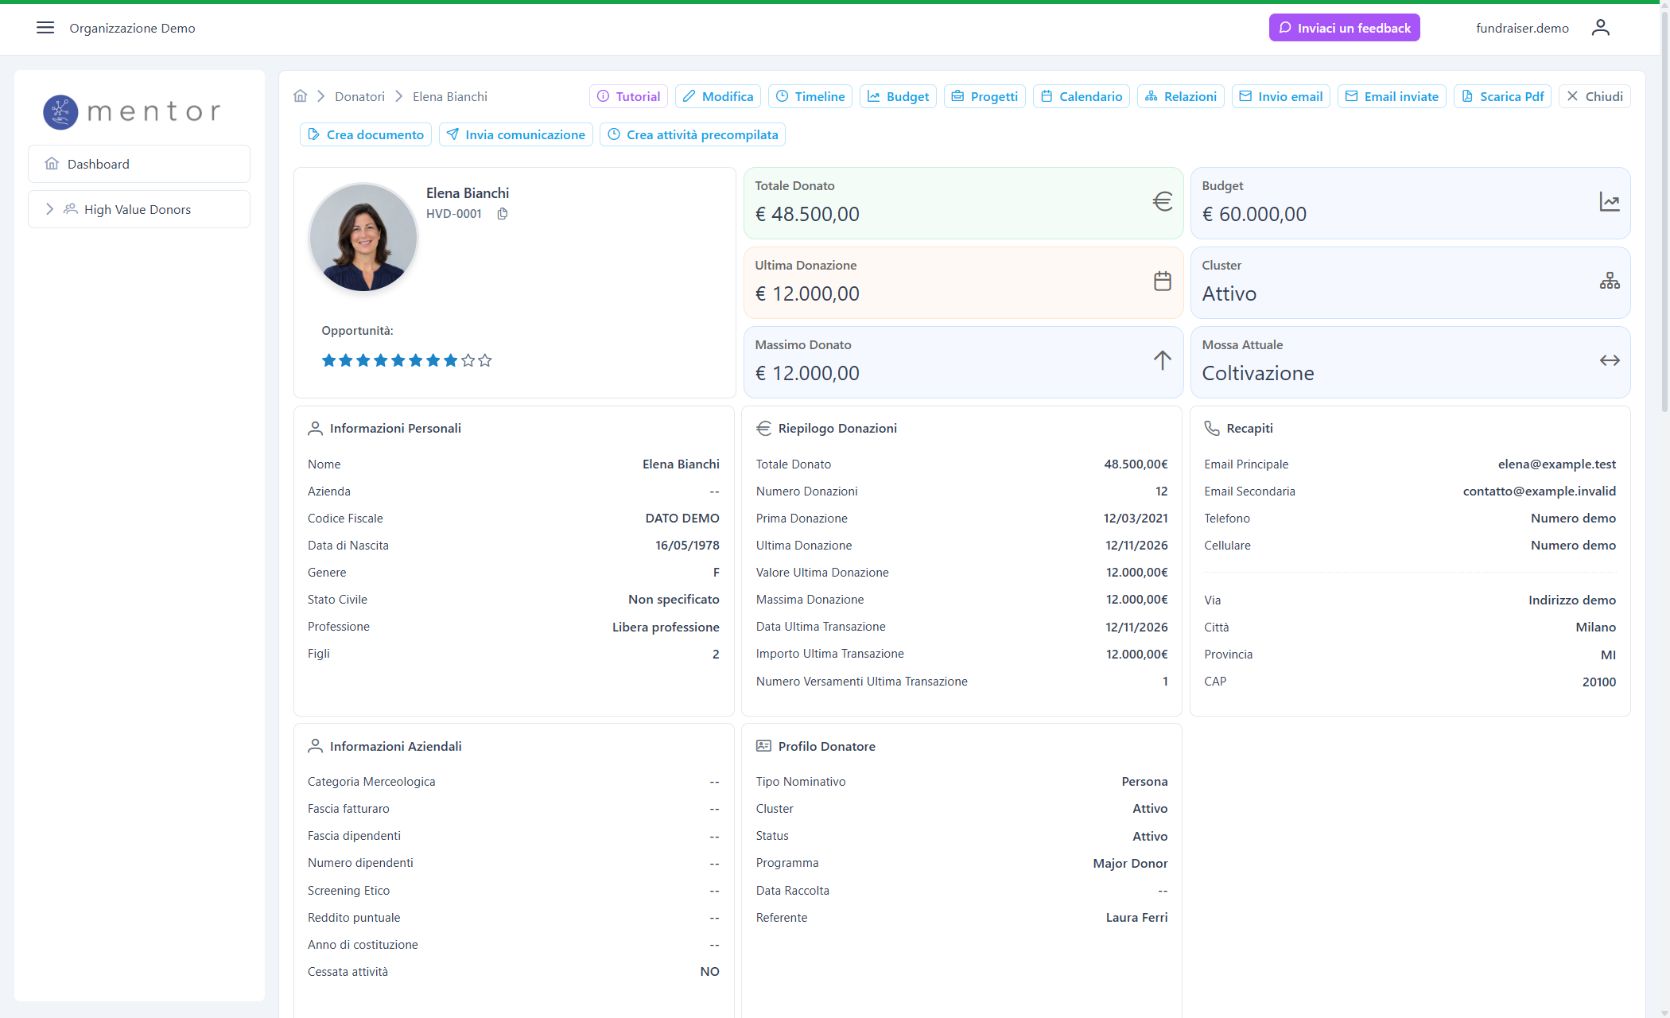 Organizzazione Demo
Inviaci un feedback
fundraiser.demo
mentor
Dashboard
High Value Donors
Donatori
Elena Bianchi
Tutorial
Modifica
Timeline
Budget
Progetti
Calendario
Relazioni
Invio email
Email inviate
Scarica Pdf
Chiudi
Crea documento
Invia comunicazione
Crea attività precompilata
Elena Bianchi
HVD-0001
Opportunità:
Totale Donato
€ 48.500,00
Budget
€ 60.000,00
Ultima Donazione
€ 12.000,00
Cluster
Attivo
Massimo Donato
€ 12.000,00
Mossa Attuale
Coltivazione
Informazioni Personali
Nome Elena Bianchi
Azienda --
Codice Fiscale DATO DEMO
Data di Nascita 16/05/1978
Genere F
Stato Civile Non specificato
Professione Libera professione
Figli 2
Riepilogo Donazioni
Totale Donato 48.500,00€
Numero Donazioni 12
Prima Donazione 12/03/2021
Ultima Donazione 12/11/2026
Valore Ultima Donazione 12.000,00€
Massima Donazione 12.000,00€
Data Ultima Transazione 12/11/2026
Importo Ultima Transazione 12.000,00€
Numero Versamenti Ultima Transazione 1
Recapiti
Email Principale elena@example.test
Email Secondaria contatto@example.invalid
Telefono Numero demo
Cellulare Numero demo
Via Indirizzo demo
Città Milano
Provincia MI
CAP 20100
Informazioni Aziendali
Categoria Merceologica --
Fascia fatturaro --
Fascia dipendenti --
Numero dipendenti --
Screening Etico --
Reddito puntuale --
Anno di costituzione --
Cessata attività NO
Profilo Donatore
Tipo Nominativo Persona
Cluster Attivo
Status Attivo
Programma Major Donor
Data Raccolta --
Referente Laura Ferri